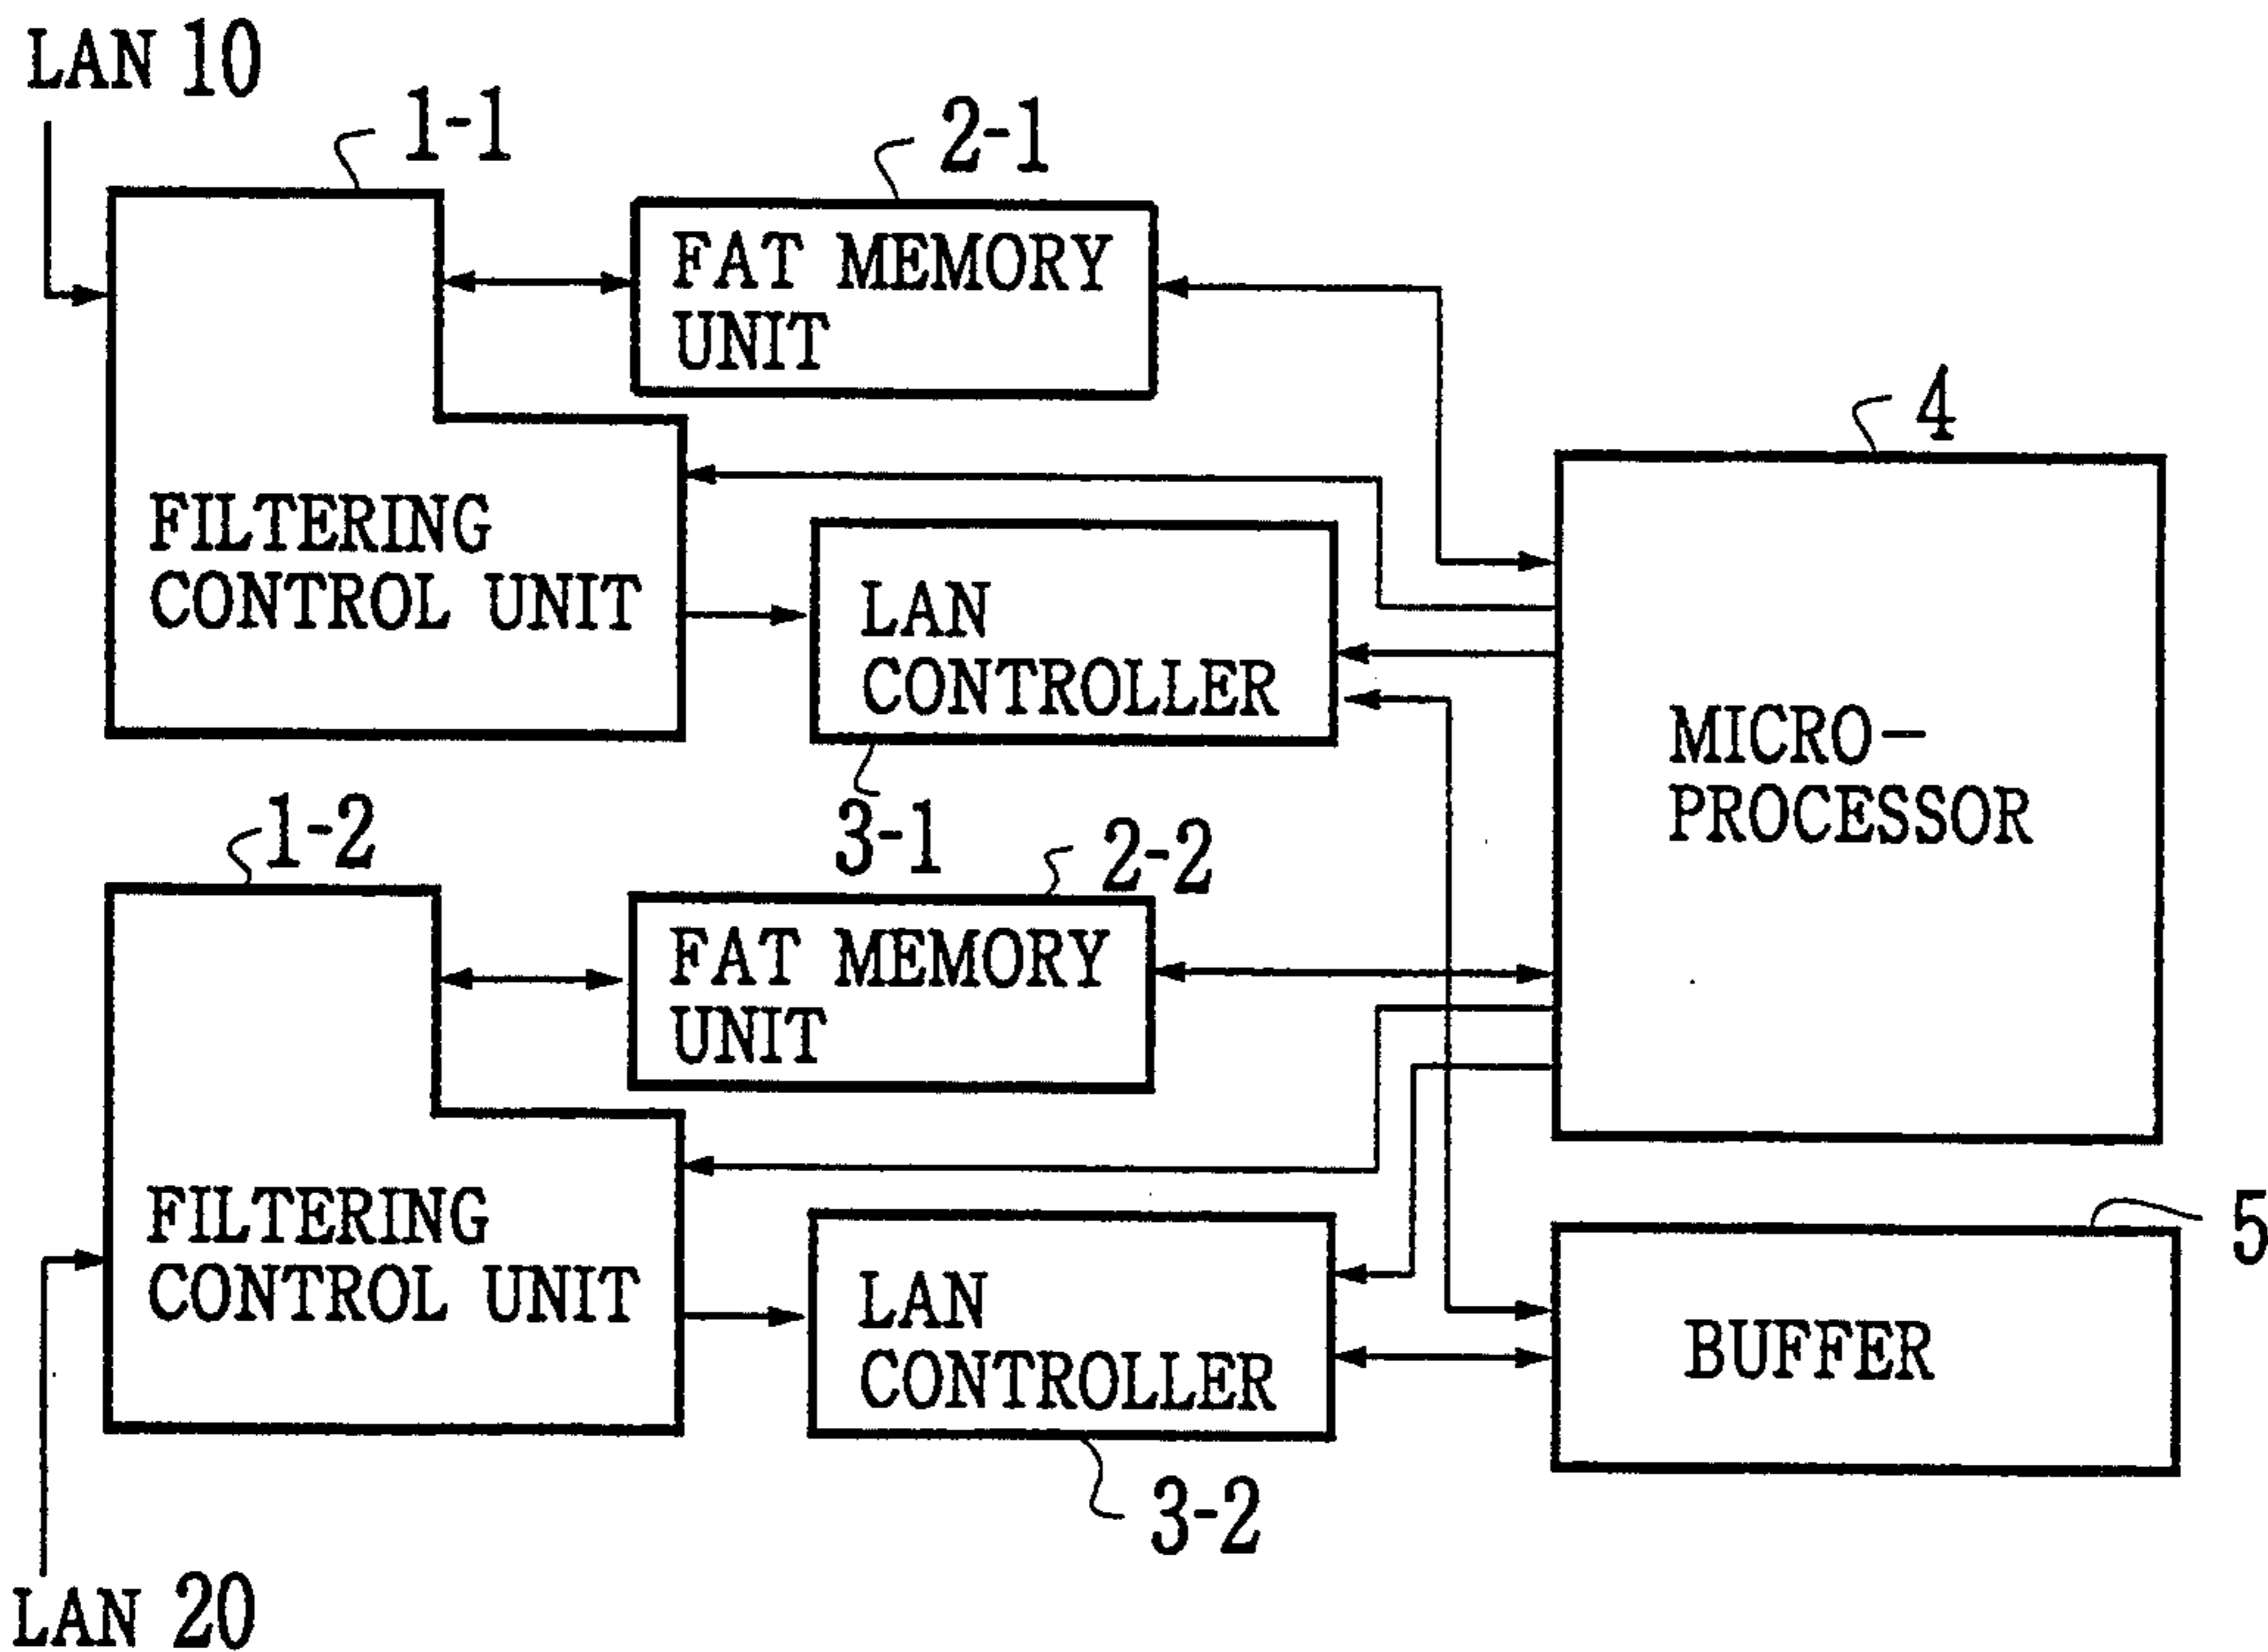 LAN 10
1-1
2-1
FAT MEMORY
UNIT
4
FILTERING
CONTROL UNIT
LAN
CONTROLLER
3-1
MICRO-
PROCESSOR
1-2
2-2
FAT MEMORY
UNIT
FILTERING
CONTROL UNIT
LAN
CONTROLLER
3-2
5
BUFFER
LAN 20